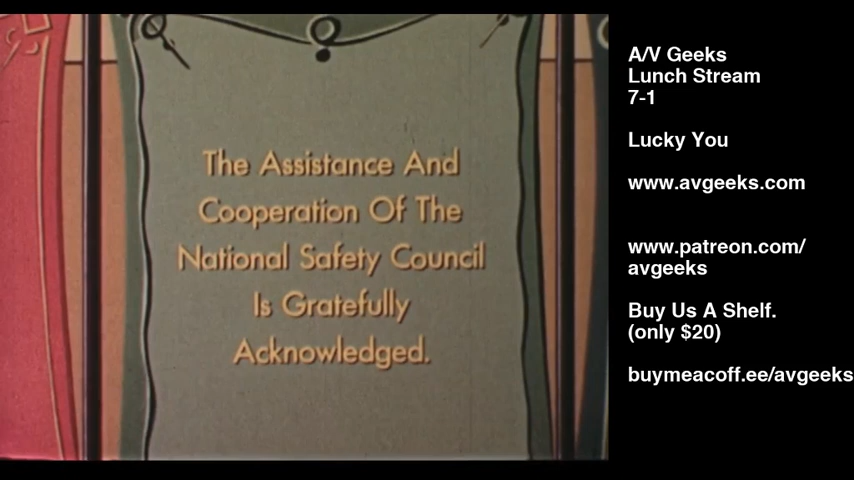 The Assistance And
Cooperation Of The
National Safety Council
Is Gratefully
Acknowledged.
A/V Geeks
Lunch Stream
7-1
Lucky You
www.avgeeks.com
www.patreon.com/
avgeeks
Buy Us A Shelf.
(only $20)
buymeacoff.ee/avgeeks